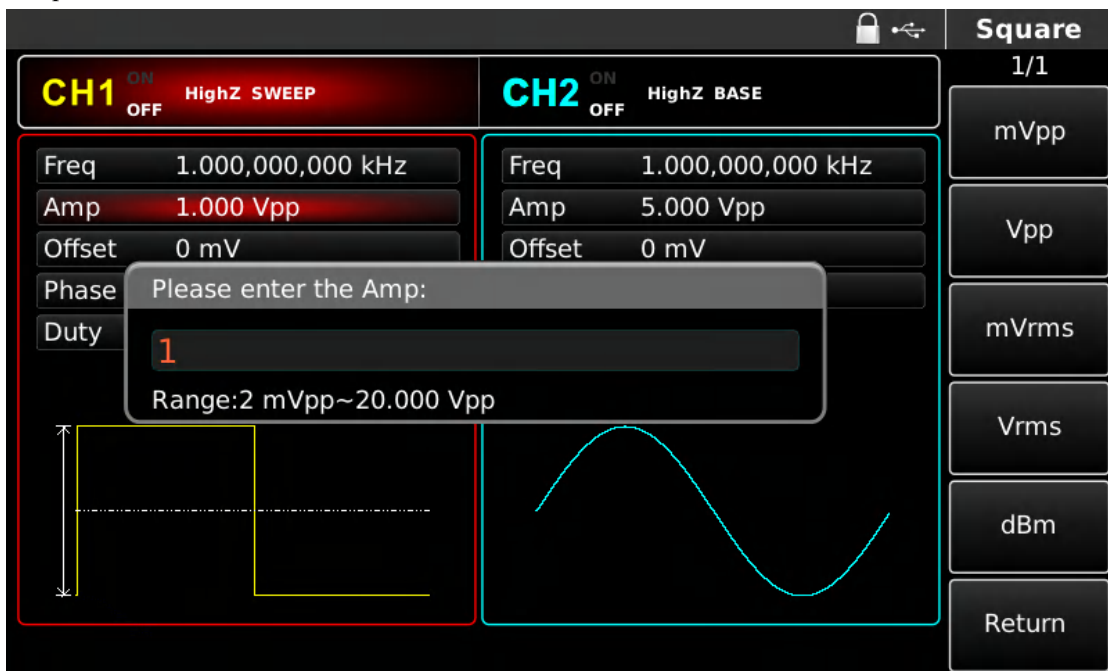 Square
1/1
CH1 ON OFF HighZ SWEEP
CH2 ON OFF HighZ BASE
Freq 1.000,000,000 kHz
Amp 1.000 Vpp
Offset 0 mV
Phase
Duty
Freq 1.000,000,000 kHz
Amp 5.000 Vpp
Offset 0 mV
Please enter the Amp:
1
Range:2 mVpp~20.000 Vpp
mVpp
Vpp
mVrms
Vrms
dBm
Return